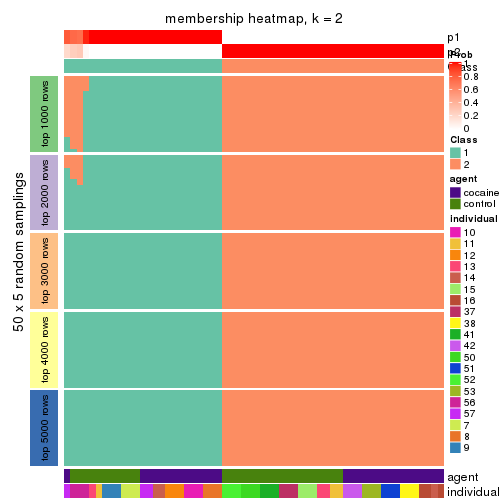 membership heatmap, k = 2
p1
p2
Class
50 x 5 random samplings
top 1000 rows
top 2000 rows
top 3000 rows
top 4000 rows
top 5000 rows
agent
individual
Prob
1
0.8
0.6
0.4
0.2
0
Class
1
2
agent
cocaine
control
individual
10
11
12
13
14
15
16
37
38
41
42
50
51
52
53
56
57
7
8
9